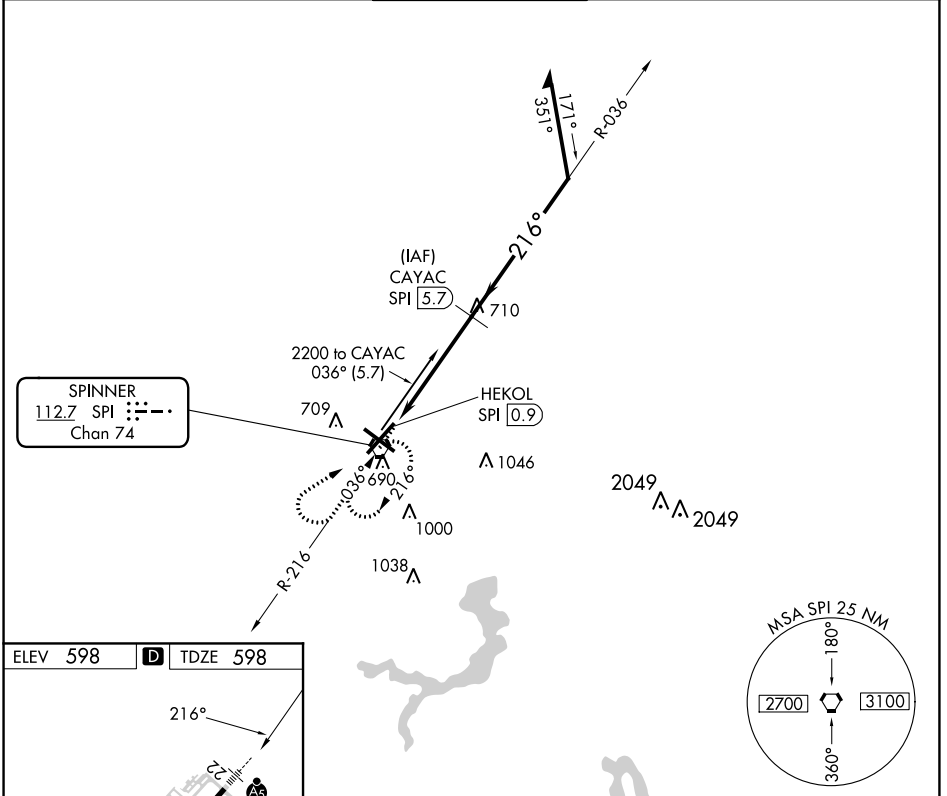 351°
171°
R-036
216°
(IAF)
CAYAC
SPI 5.7
710
2200 to CAYAC
036° (5.7)
SPINNER
112.7 SPI
Chan 74
709
HEKOL
SPI 0.9
1046
036°
690
216°
2049
2049
1000
R-216
1038
MSA SPI 25 NM
180°
2700
3100
360°
ELEV 598 D TDZE 598
216°
22
A5